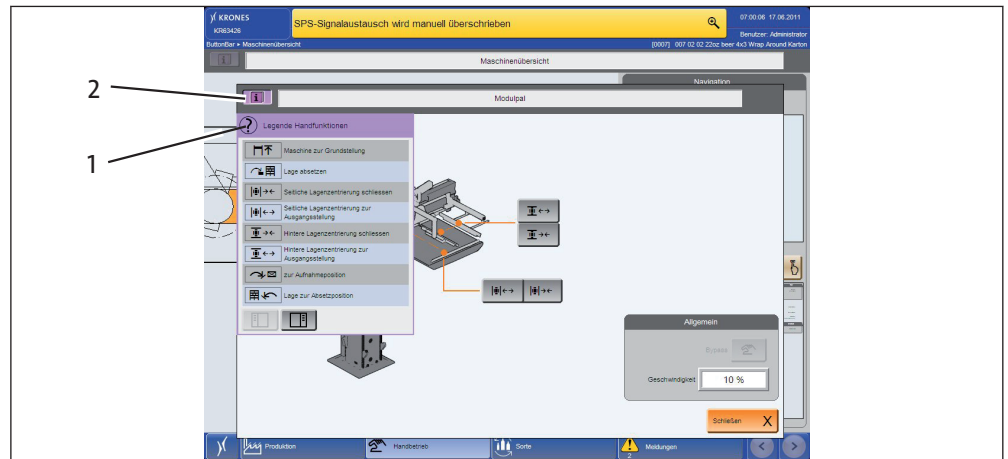 KRONES
KR63426
SPS-Signalaustausch wird manuell überschrieben
07:00:06 17.06.2011
Benutzer: Administrator
ButtonBar ▸ Maschinenübersicht
[0007] 007 02 02 22oz beer 4x3 Wrap Around Karton
Maschinenübersicht
Navigation
2
Modulpal
1
? Legende Handfunktionen
Maschine zur Grundstellung
Lage absetzen
Seitliche Lagenzentrierung schliessen
Seitliche Lagenzentrierung zur
Ausgangsstellung
Hintere Lagenzentrierung schliessen
Hintere Lagenzentrierung zur
Ausgangsstellung
zur Aufnahmeposition
Lage zur Absetzposition
Allgemein
Bypass
Geschwindigkeit 10 %
Schließen X
Produktion
Handbetrieb
Sorte
2
Meldungen